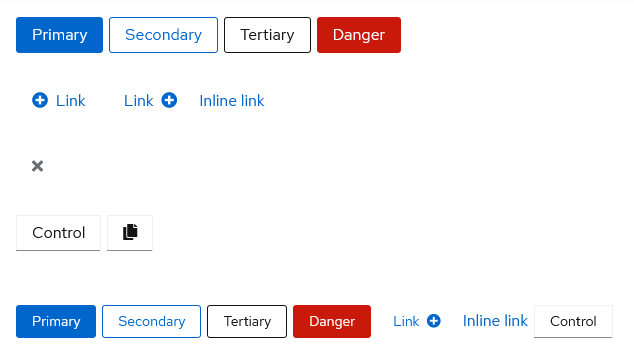 Primary Secondary Tertiary Danger
Link Link Inline link
Control
Primary Secondary Tertiary Danger Link Inline link Control